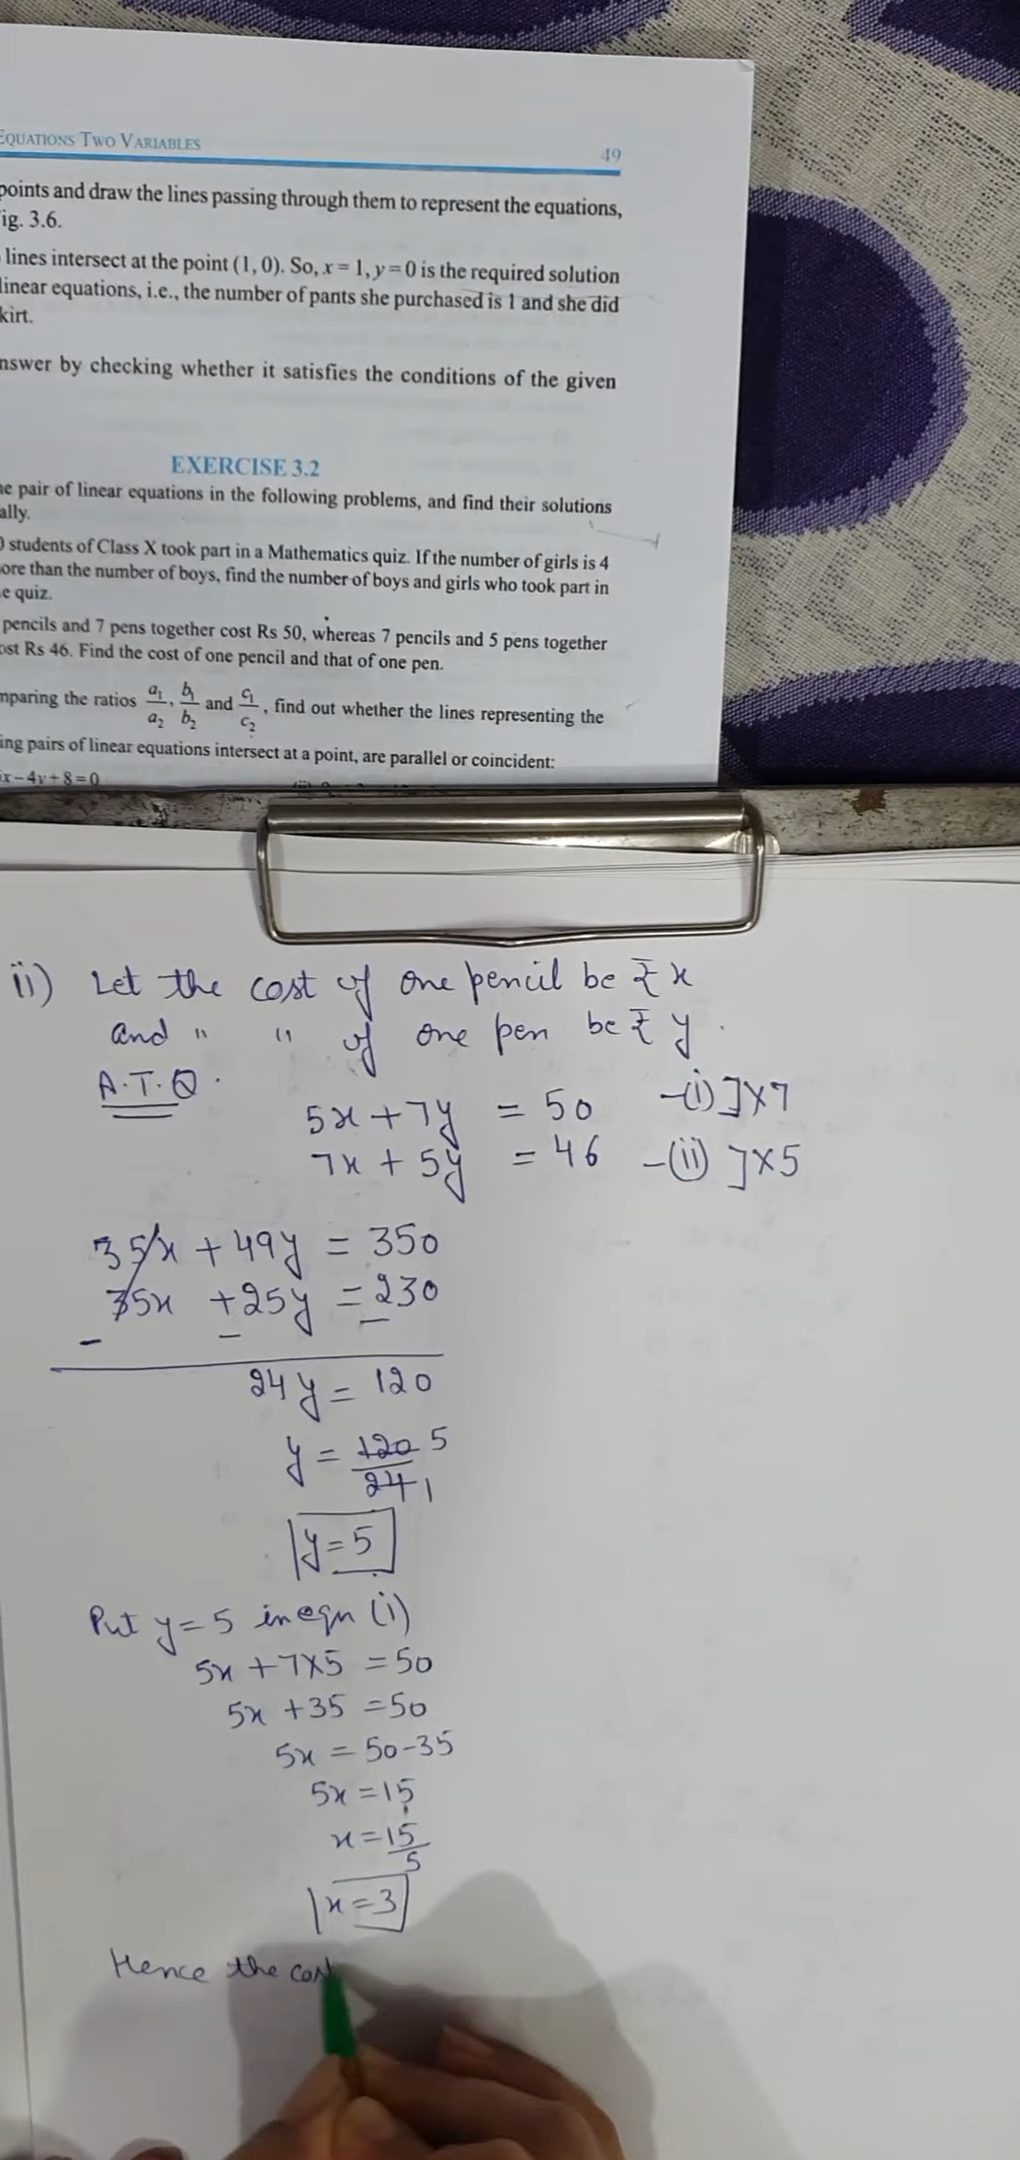 EQUATIONS TWO VARIABLES 49
points and draw the lines passing through them to represent the equations,
ig. 3.6.
lines intersect at the point (1, 0). So, x = 1, y = 0 is the required solution
linear equations, i.e., the number of pants she purchased is 1 and she did
kirt.
nswer by checking whether it satisfies the conditions of the given
EXERCISE 3.2
he pair of linear equations in the following problems, and find their solutions
ally.
0 students of Class X took part in a Mathematics quiz. If the number of girls is 4
ore than the number of boys, find the number of boys and girls who took part in
e quiz.
pencils and 7 pens together cost Rs 50, whereas 7 pencils and 5 pens together
ost Rs 46. Find the cost of one pencil and that of one pen.
mparing the ratios a₁/a₂, b₁/b₂ and c₁/c₂, find out whether the lines representing the
ing pairs of linear equations intersect at a point, are parallel or coincident:
x – 4y + 8 = 0
ii) Let the cost of one pencil be ₹ x
and " " of one pen be ₹ y.
A.T.Q.
5x + 7y = 50 -(i) ]×7
7x + 5y = 46 -(ii) ]×5
35x + 49y = 350
35x + 25y = 230
- - -
24y = 120
y = 120/24 5 1
y = 5
Put y = 5 in eqn (i)
5x + 7×5 = 50
5x + 35 = 50
5x = 50-35
5x = 15
x = 15/5
x = 3
Hence the cost